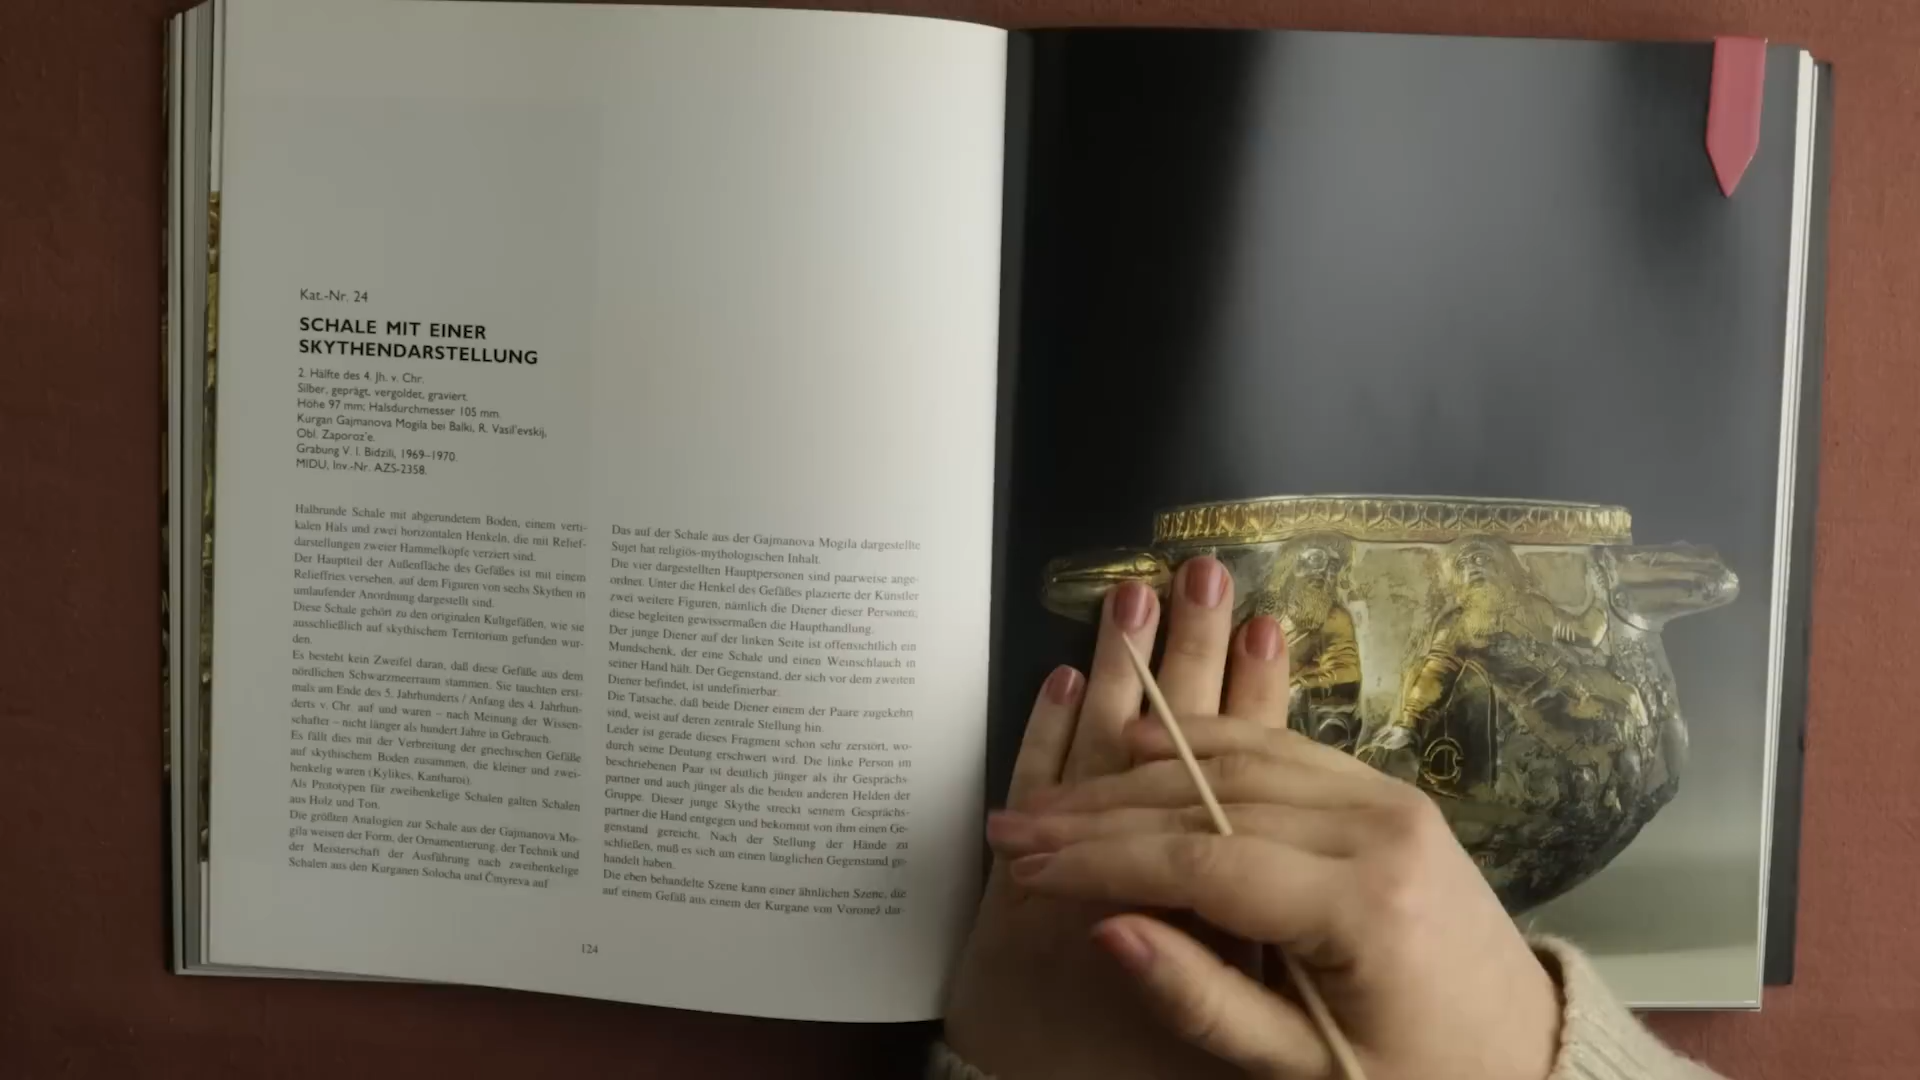 Kat.-Nr. 24
SCHALE MIT EINER
SKYTHENDARSTELLUNG
2. Hälfte des 4. Jh. v. Chr.
Silber, geprägt, vergoldet, graviert.
Höhe 97 mm; Halsdurchmesser 105 mm.
Kurgan Gajmanova Mogila bei Balki, R. Vasil'evskij,
Obl. Zaporož'e.
Grabung V. I. Bidzili, 1969–1970.
MIDU, Inv.-Nr. AZS-2358.
Halbrunde Schale mit abgerundetem Boden, einem verti-
kalen Hals und zwei horizontalen Henkeln, die mit Relief-
darstellungen zweier Hammelköpfe verziert sind.
Der Hauptteil der Außenfläche des Gefäßes ist mit einem
Relieffries versehen, auf dem Figuren von sechs Skythen in
umlaufender Anordnung dargestellt sind.
Diese Schale gehört zu den originalen Kultgefäßen, wie sie
ausschließlich auf skythischem Territorium gefunden wur-
den.
Es besteht kein Zweifel daran, daß diese Gefäße aus dem
nördlichen Schwarzmeerraum stammen. Sie tauchten erst-
mals am Ende des 5. Jahrhunderts / Anfang des 4. Jahrhun-
derts v. Chr. auf und waren – nach Meinung der Wissen-
schafter – nicht länger als hundert Jahre in Gebrauch.
Es fällt dies mit der Verbreitung der griechischen Gefäße
auf skythischem Boden zusammen, die kleiner und zwei-
henkelig waren (Kylikes, Kantharoi).
Als Prototypen für zweihenkelige Schalen galten Schalen
aus Holz und Ton.
Die größten Analogien zur Schale aus der Gajmanova Mo-
gila weisen der Form, der Ornamentierung, der Technik und
der Meisterschaft der Ausführung nach zweihenkelige
Schalen aus den Kurganen Solocha und Čmyreva auf
Das auf der Schale aus der Gajmanova Mogila dargestellte
Sujet hat religiös-mythologischen Inhalt.
Die vier dargestellten Hauptpersonen sind paarweise ange-
ordnet. Unter die Henkel des Gefäßes plazierte der Künstler
zwei weitere Figuren, nämlich die Diener dieser Personen;
diese begleiten gewissermaßen die Haupthandlung.
Der junge Diener auf der linken Seite ist offensichtlich ein
Mundschenk, der eine Schale und einen Weinschlauch in
seiner Hand hält. Der Gegenstand, der sich vor dem zweiten
Diener befindet, ist undefinierbar.
Die Tatsache, daß beide Diener einem der Paare zugekehrt
sind, weist auf deren zentrale Stellung hin.
Leider ist gerade dieses Fragment schon sehr zerstört, wo-
durch seine Deutung erschwert wird. Die linke Person im
beschriebenen Paar ist deutlich jünger als ihr Gesprächs-
partner und auch jünger als die beiden anderen Helden der
Gruppe. Dieser junge Skythe streckt seinem Gesprächs-
partner die Hand entgegen und bekommt von ihm einen Ge-
genstand gereicht. Nach der Stellung der Hände zu
schließen, muß es sich um einen länglichen Gegenstand ge-
handelt haben.
Die eben behandelte Szene kann einer ähnlichen Szene, die
auf einem Gefäß aus einem der Kurgane von Voronež dar-
124